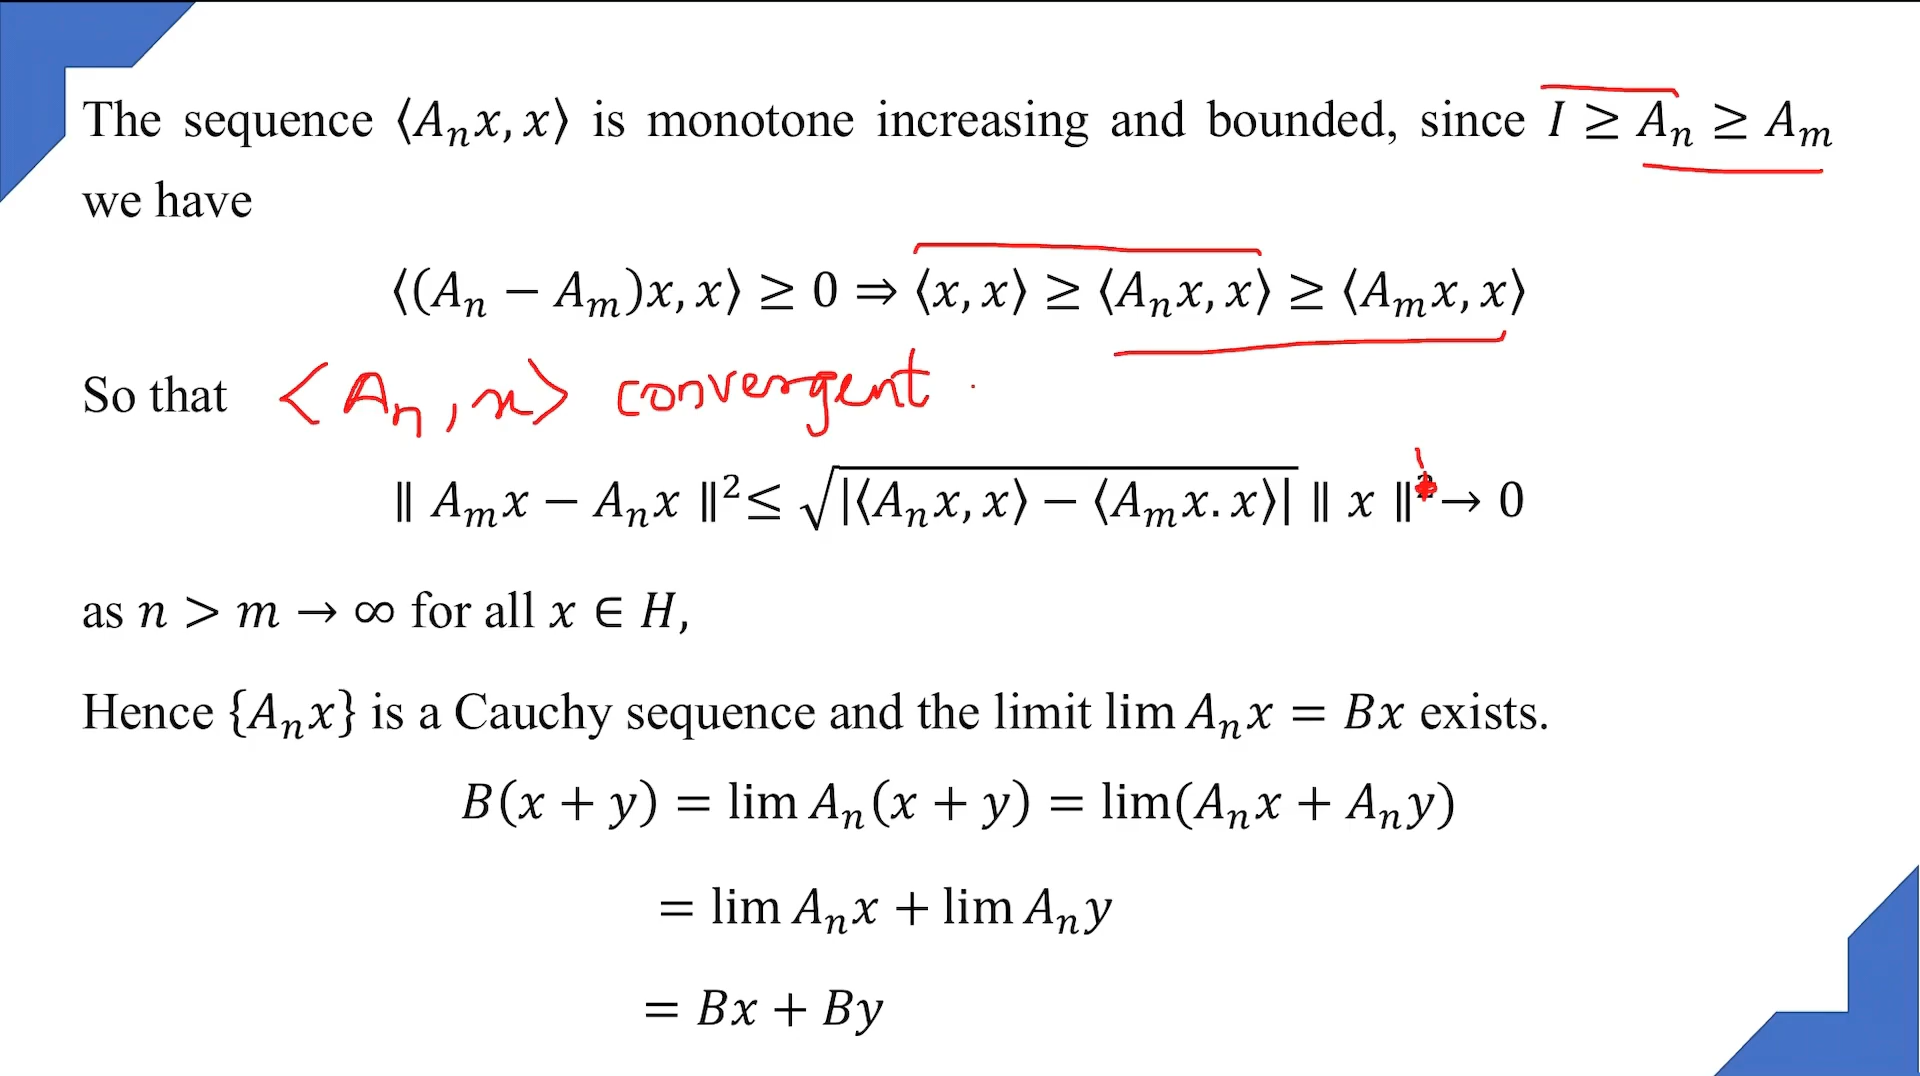 The sequence ⟨Aₙx, x⟩ is monotone increasing and bounded, since I ≥ Aₙ ≥ Aₘ
we have
⟨(Aₙ − Aₘ)x, x⟩ ≥ 0 ⇒ ⟨x, x⟩ ≥ ⟨Aₙx, x⟩ ≥ ⟨Aₘx, x⟩
So that <Aₙ, x> convergent .
∥ Aₘx − Aₙx ∥² ≤ √|⟨Aₙx, x⟩ − ⟨Aₘx. x⟩| ∥ x ∥ → 0
as n > m → ∞ for all x ∈ H,
Hence {Aₙx} is a Cauchy sequence and the limit lim Aₙx = Bx exists.
B(x + y) = lim Aₙ(x + y) = lim(Aₙx + Aₙy)
= lim Aₙx + lim Aₙy
= Bx + By